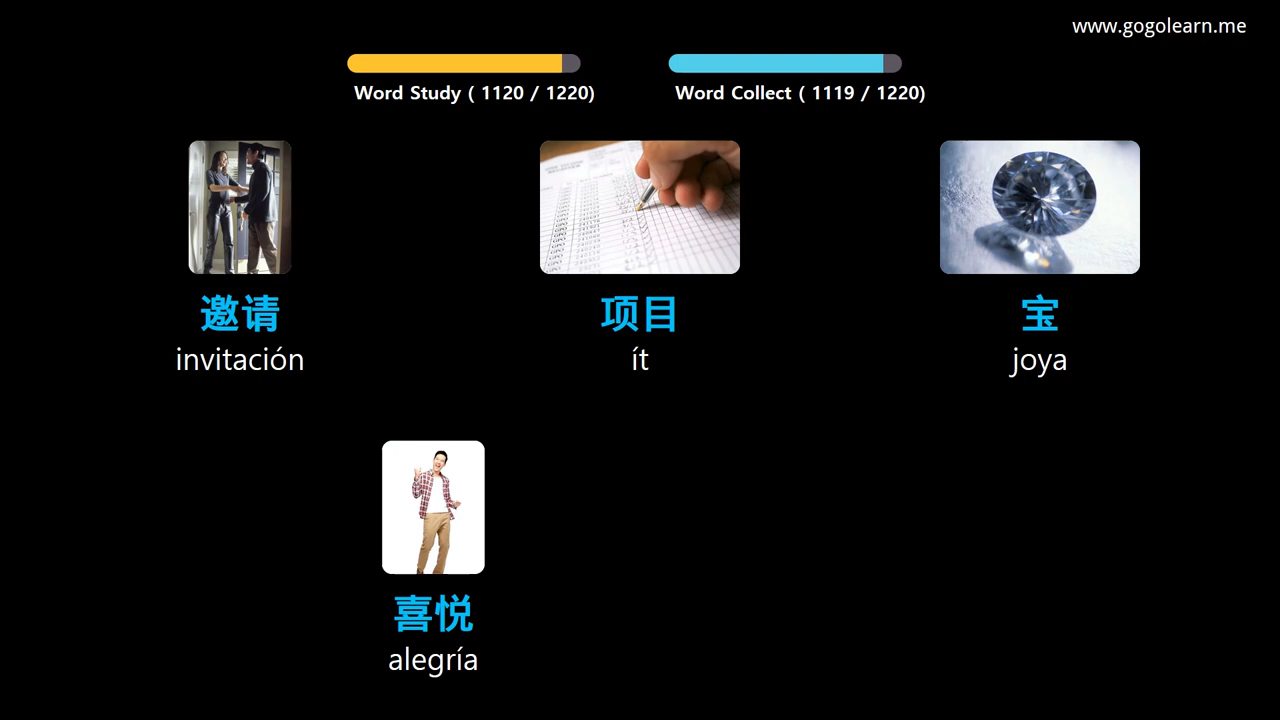 www.gogolearn.me
Word Study ( 1120 / 1220)
Word Collect ( 1119 / 1220)
邀请
invitación
项目
ít
宝
joya
喜悦
alegría